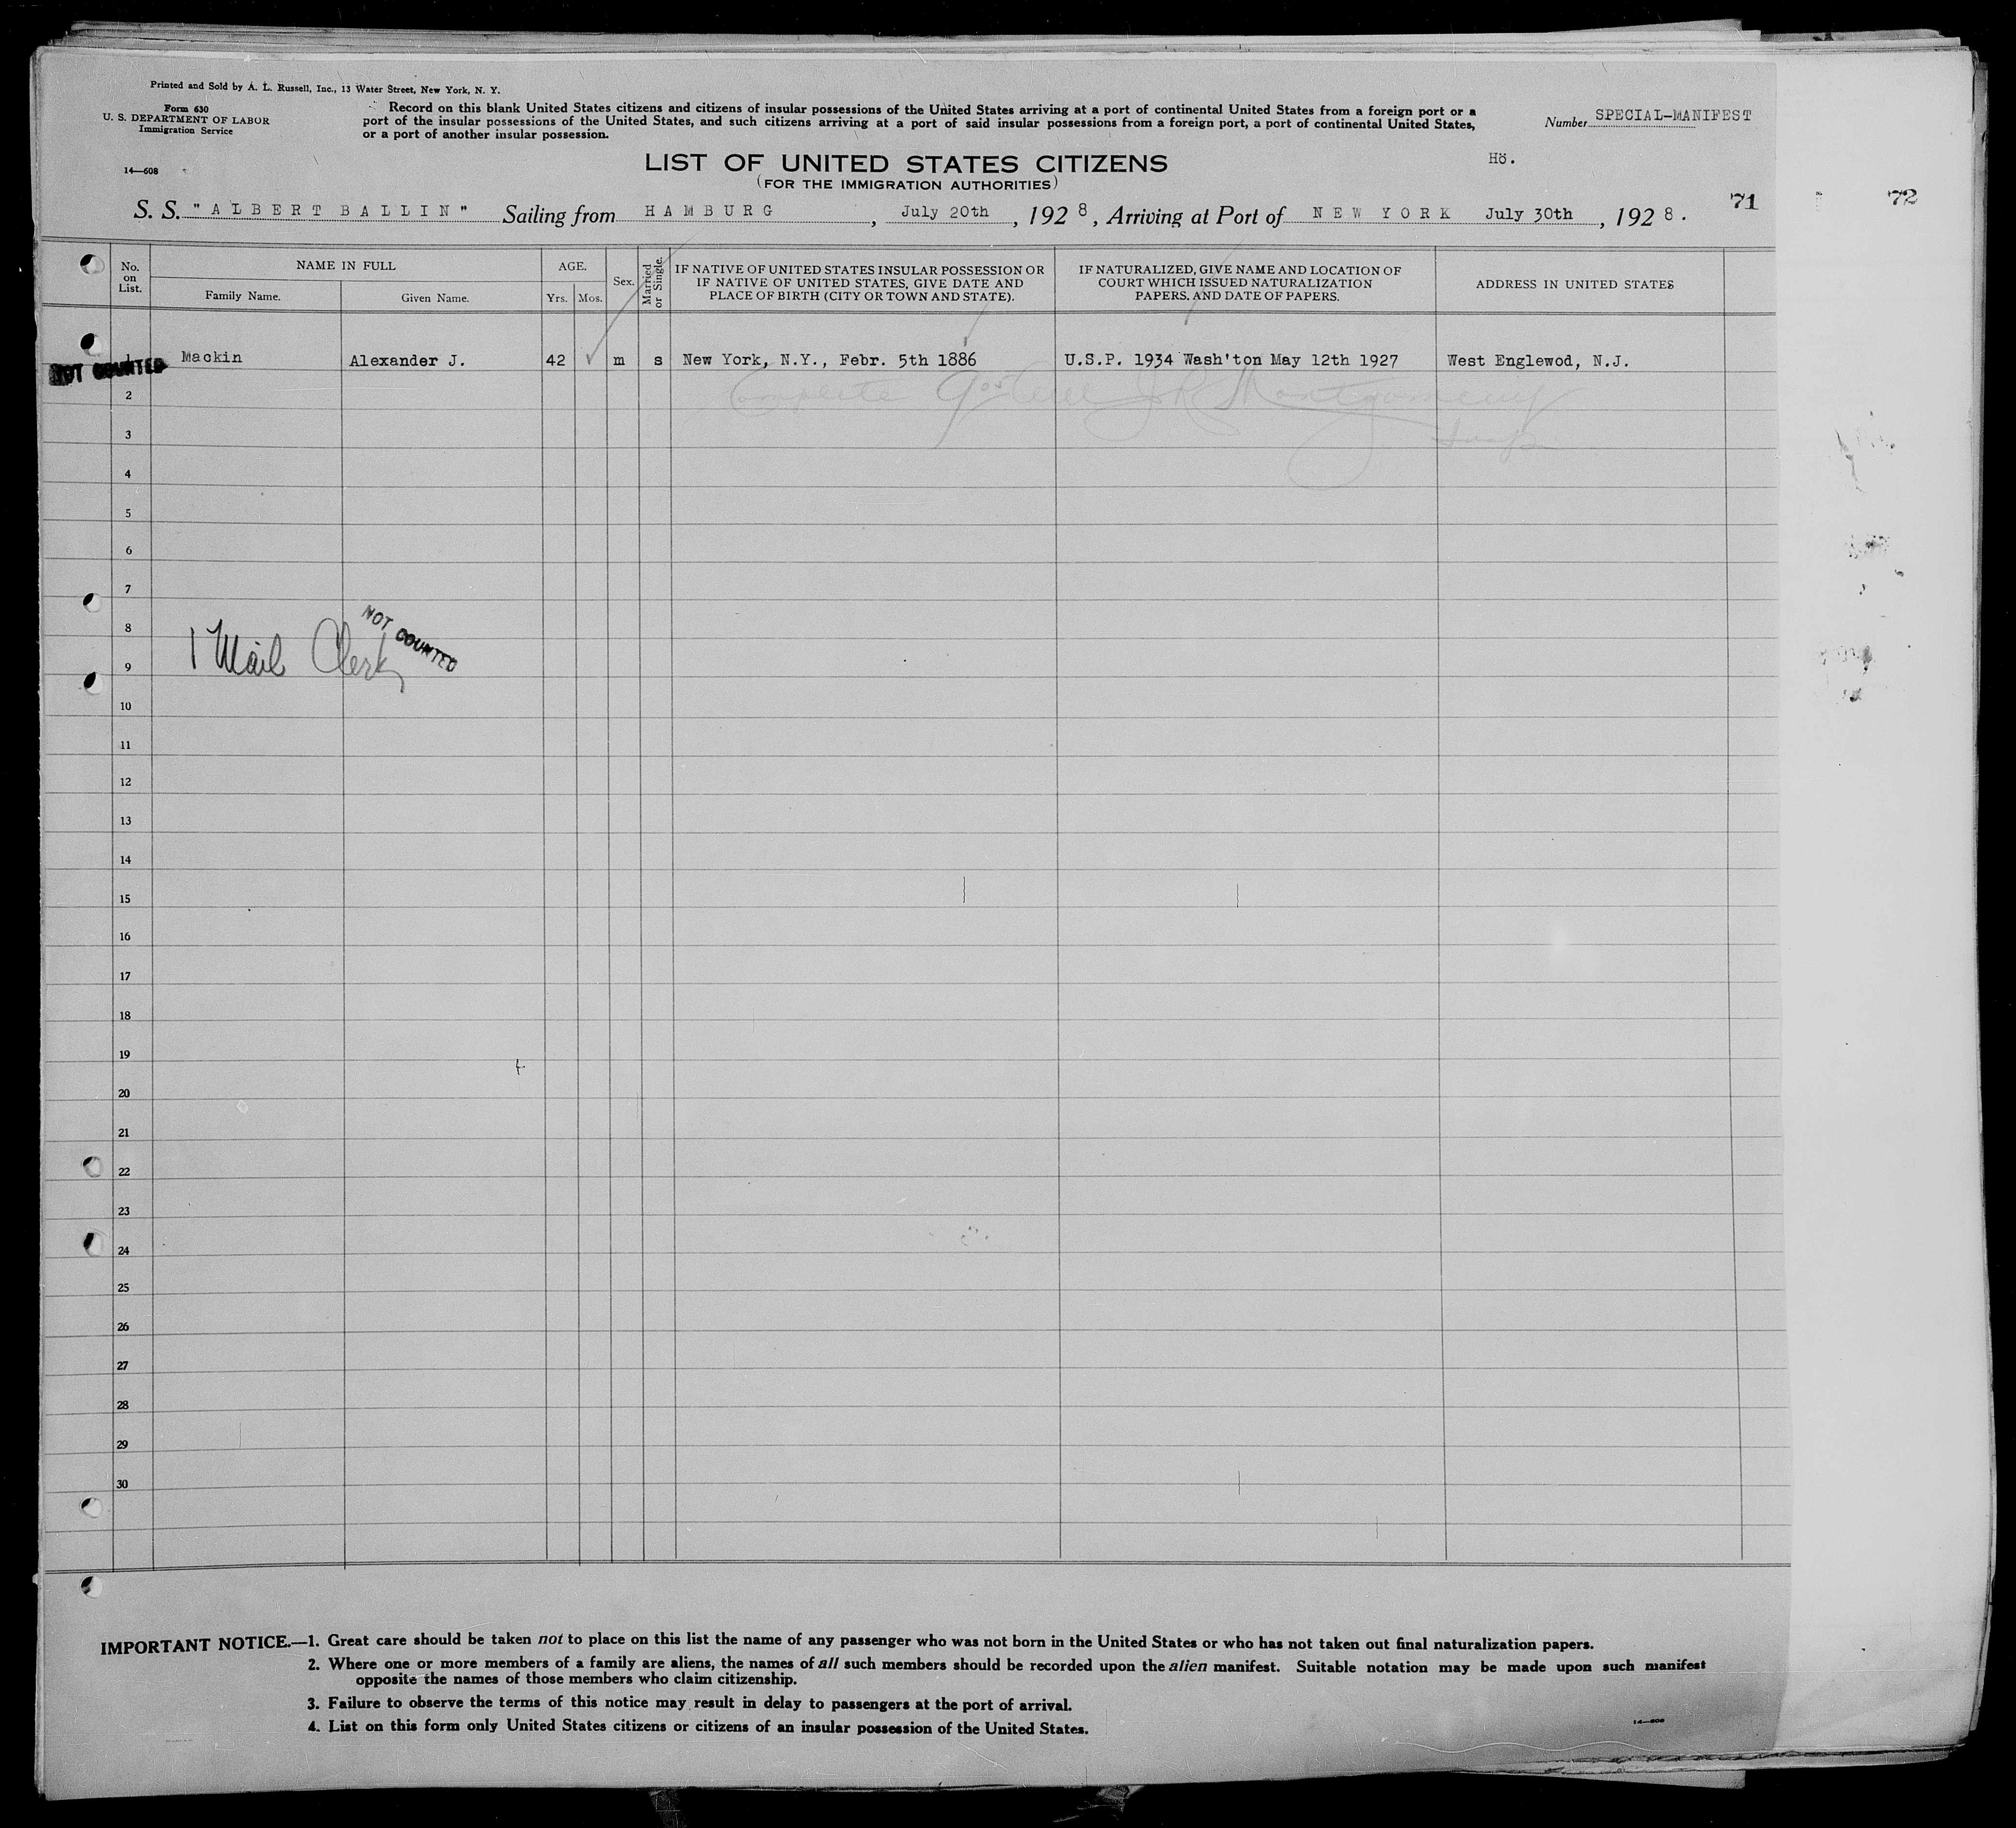 Printed and Sold by A. L. Russell, Inc., 13 Water Street, New York, N. Y.
Form 630
U. S. DEPARTMENT OF LABOR
Immigration Service
14—608
Record on this blank United States citizens and citizens of insular possessions of the United States arriving at a port of continental United States from a foreign port or a
port of the insular possessions of the United States, and such citizens arriving at a port of said insular possessions from a foreign port, a port of continental United States,
or a port of another insular possession.
Number SPECIAL-MANIFEST
LIST OF UNITED STATES CITIZENS
(FOR THE IMMIGRATION AUTHORITIES)
Hö.
S. S. "ALBERT BALLIN" Sailing from HAMBURG, July 20th, 1928, Arriving at Port of NEW YORK July 30th, 1928.
71
72
No. on List.
NAME IN FULL
Family Name.
Given Name.
AGE.
Yrs.
Mos.
Sex.
Married or Single.
IF NATIVE OF UNITED STATES INSULAR POSSESSION OR
IF NATIVE OF UNITED STATES, GIVE DATE AND
PLACE OF BIRTH (CITY OR TOWN AND STATE).
IF NATURALIZED, GIVE NAME AND LOCATION OF
COURT WHICH ISSUED NATURALIZATION
PAPERS, AND DATE OF PAPERS.
ADDRESS IN UNITED STATES
1 Mackin Alexander J. 42 m s New York, N.Y., Febr. 5th 1886 U.S.P. 1934 Wash'ton May 12th 1927 West Englewod, N.J.
NOT COUNTED
Complete JR Montgomery
2
3
4
5
6
7
8
9
1 Mail Clerk
NOT COUNTED
10
11
12
13
14
15
16
17
18
19
20
21
22
23
24
25
26
27
28
29
30
IMPORTANT NOTICE.—1. Great care should be taken not to place on this list the name of any passenger who was not born in the United States or who has not taken out final naturalization papers.
2. Where one or more members of a family are aliens, the names of all such members should be recorded upon the alien manifest. Suitable notation may be made upon such manifest
opposite the names of those members who claim citizenship.
3. Failure to observe the terms of this notice may result in delay to passengers at the port of arrival.
4. List on this form only United States citizens or citizens of an insular possession of the United States.
14—608